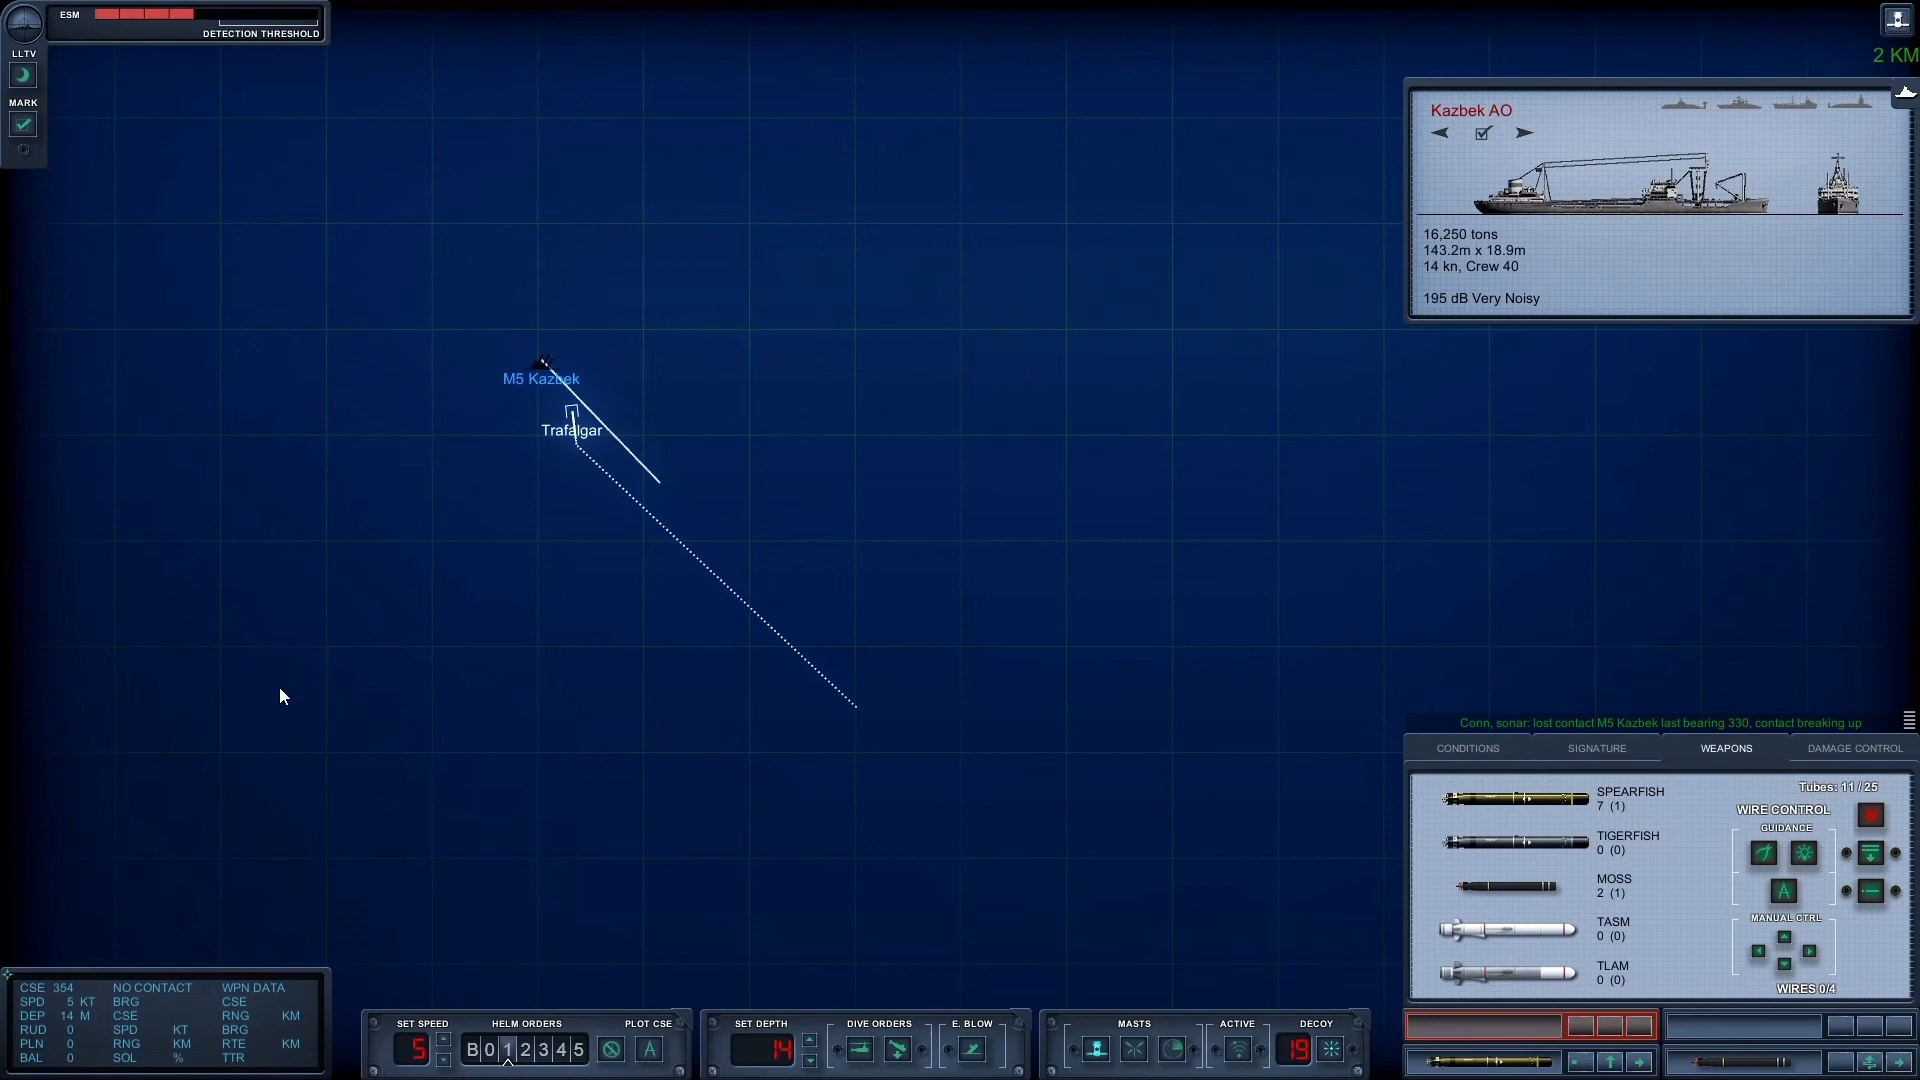 ESM
DETECTION THRESHOLD
LLTV
MARK
2 KM
Kazbek AO
16,250 tons
143.2m x 18.9m
14 kn, Crew 40
195 dB Very Noisy
M5 Kazbek
Trafalgar
Conn, sonar: lost contact M5 Kazbek last bearing 330, contact breaking up
CONDITIONS SIGNATURE WEAPONS DAMAGE CONTROL
Tubes: 11 / 25
SPEARFISH
7 (1)
TIGERFISH
0 (0)
MOSS
2 (1)
TASM
0 (0)
TLAM
0 (0)
WIRE CONTROL
GUIDANCE
MANUAL CTRL
WIRES 0/4
CSE 354 NO CONTACT WPN DATA
SPD 5 KT BRG CSE
DEP 14 M CSE RNG KM
RUD 0 SPD KT BRG
PLN 0 RNG KM RTE KM
BAL 0 SOL % TTR
SET SPEED HELM ORDERS PLOT CSE
5 B 0 1 2 3 4 5
SET DEPTH DIVE ORDERS E. BLOW
14
MASTS ACTIVE DECOY
19